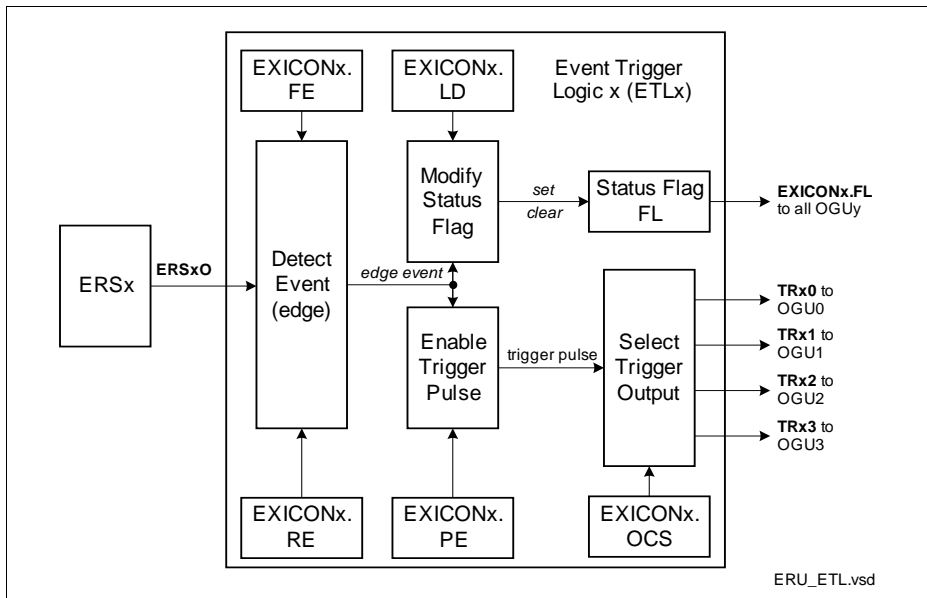 EXICONx.
FE
EXICONx.
LD
Event Trigger
Logic x (ETLx)
ERSx
ERSxO
Detect
Event
(edge)
edge event
Modify
Status
Flag
set
clear
Status Flag
FL
EXICONx.FL
to all OGUy
Enable
Trigger
Pulse
trigger pulse
Select
Trigger
Output
TRx0 to
OGU0
TRx1 to
OGU1
TRx2 to
OGU2
TRx3 to
OGU3
EXICONx.
RE
EXICONx.
PE
EXICONx.
OCS
ERU_ETL.vsd